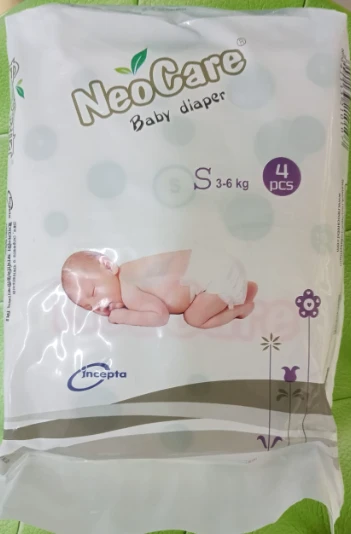 NeoCare®
Baby diaper
S 3-6 kg
4
pcs
S
Incepta